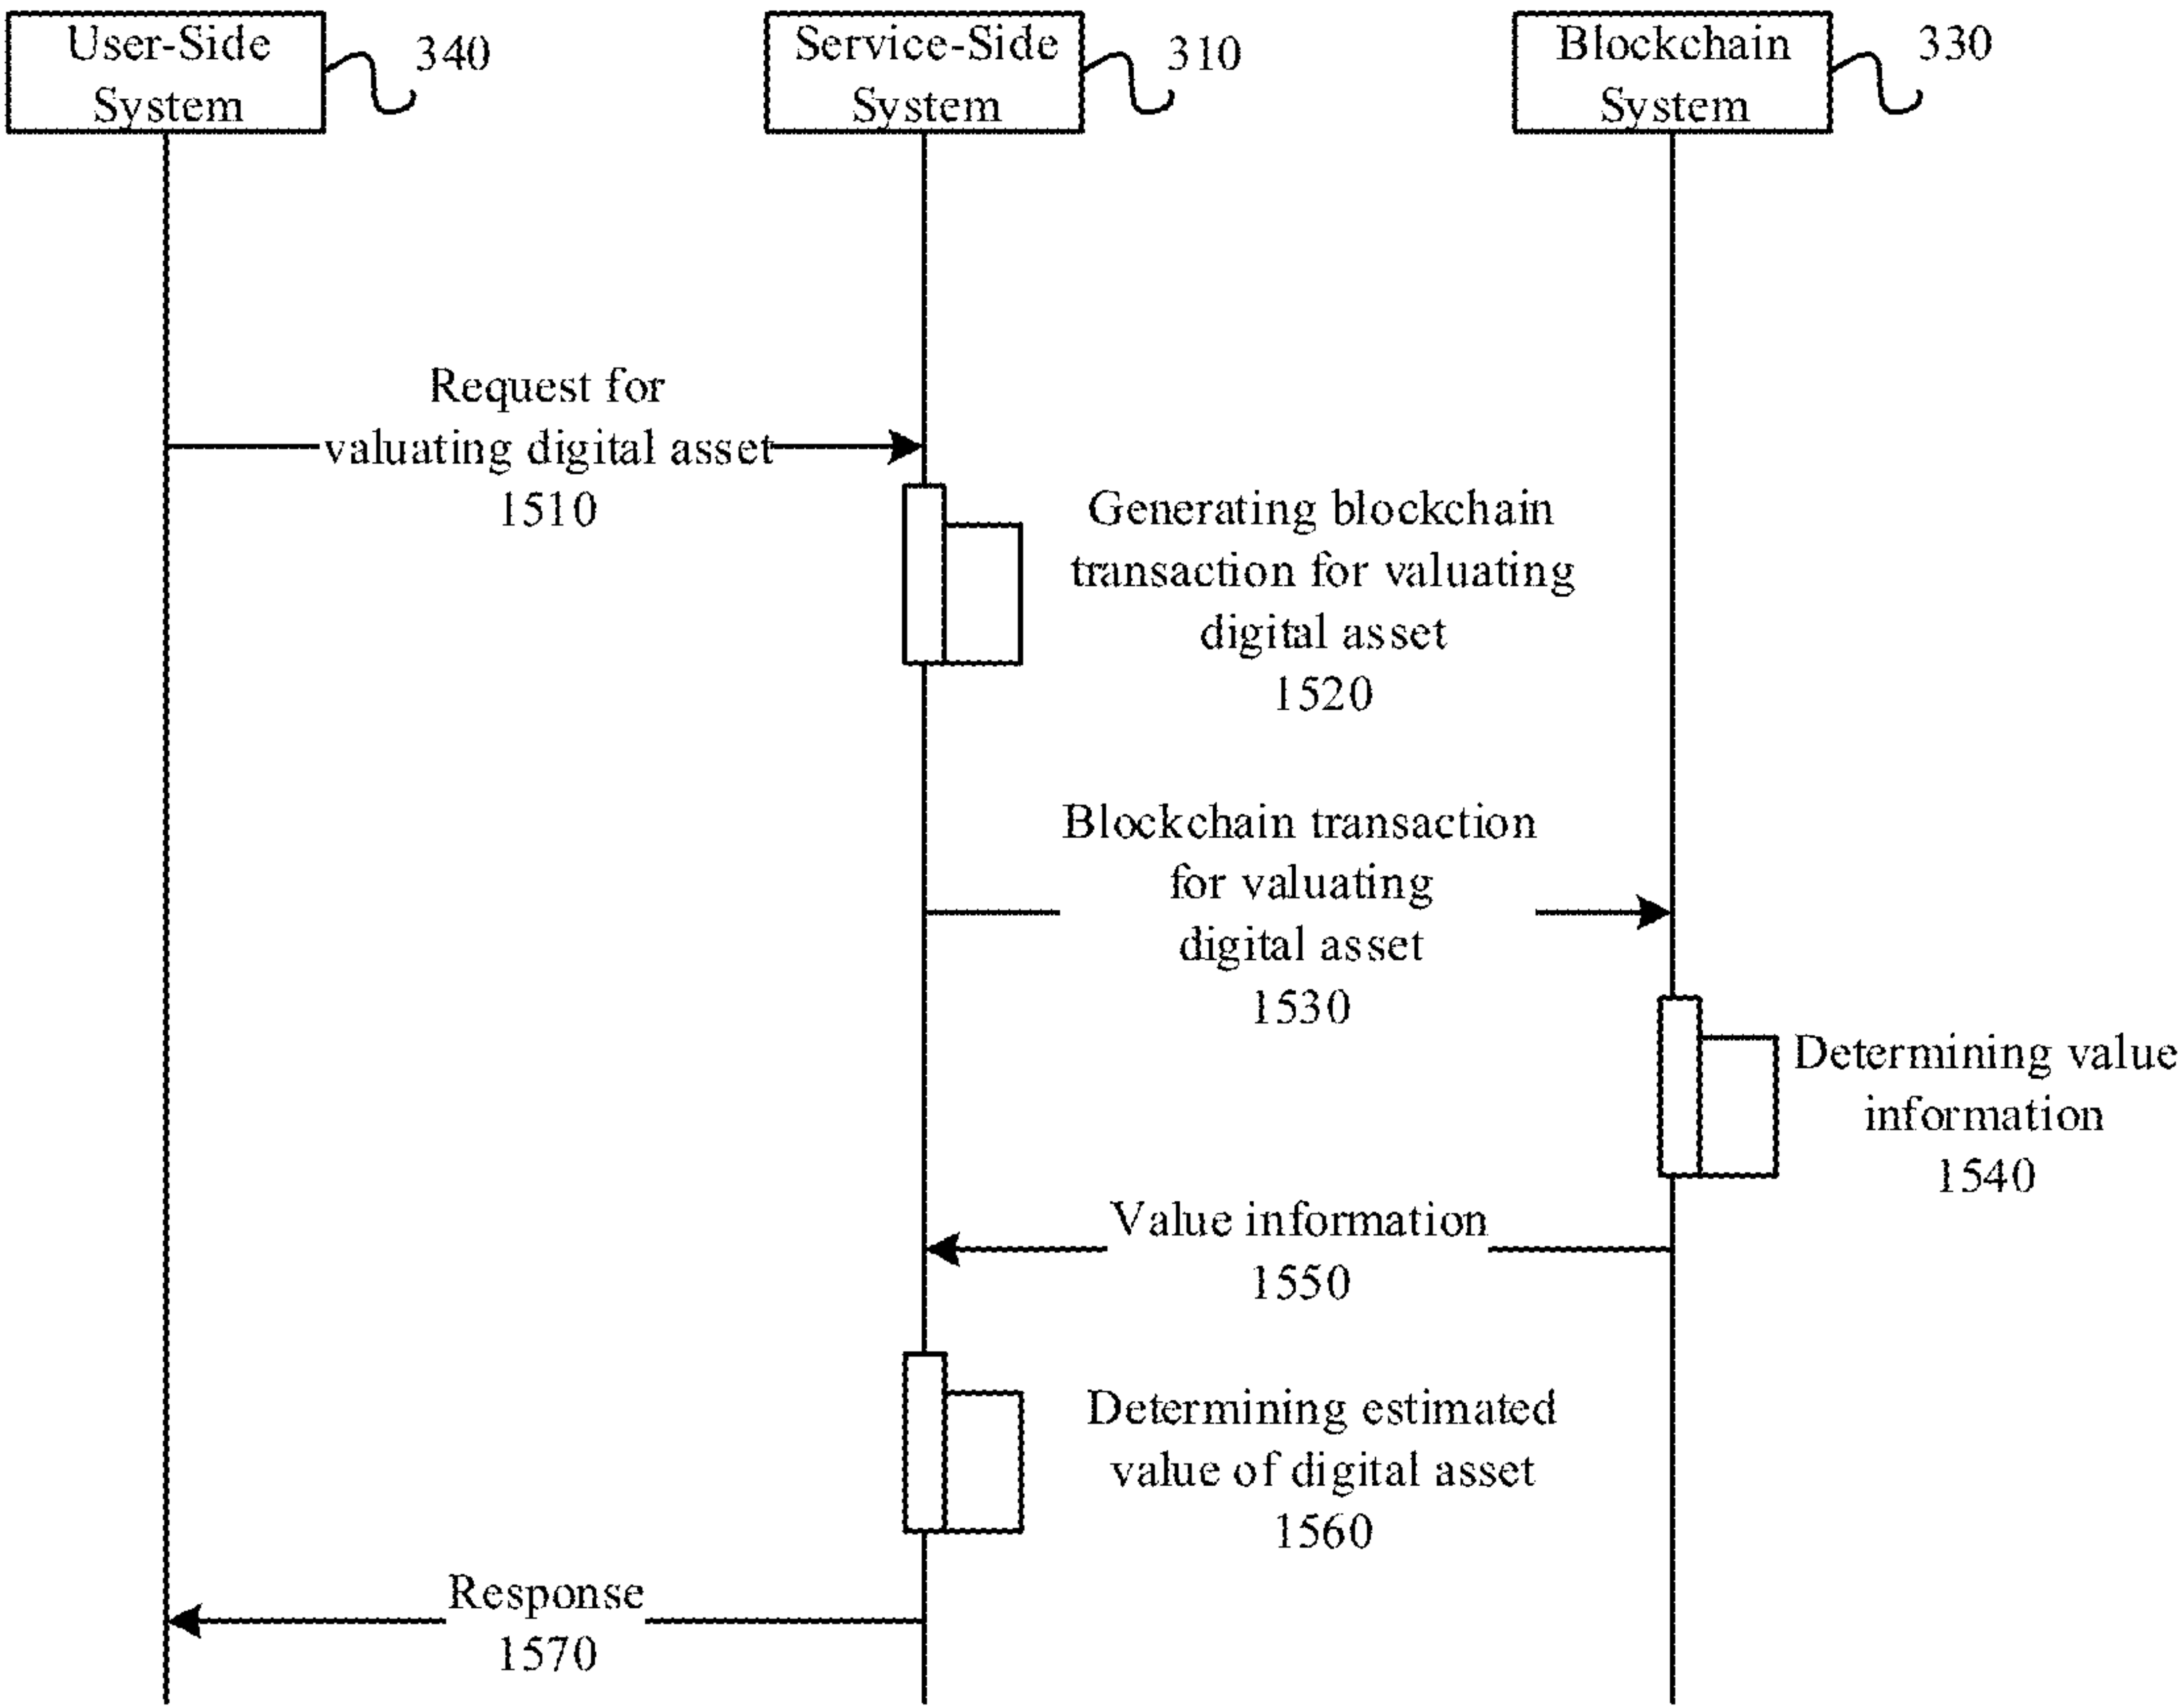 User-Side
System
340
Service-Side
System
310
Blockchain
System
330
Request for
valuating digital asset
1510
Generating blockchain
transaction for valuating
digital asset
1520
Blockchain transaction
for valuating
digital asset
1530
Determining value
information
1540
Value information
1550
Determining estimated
value of digital asset
1560
Response
1570